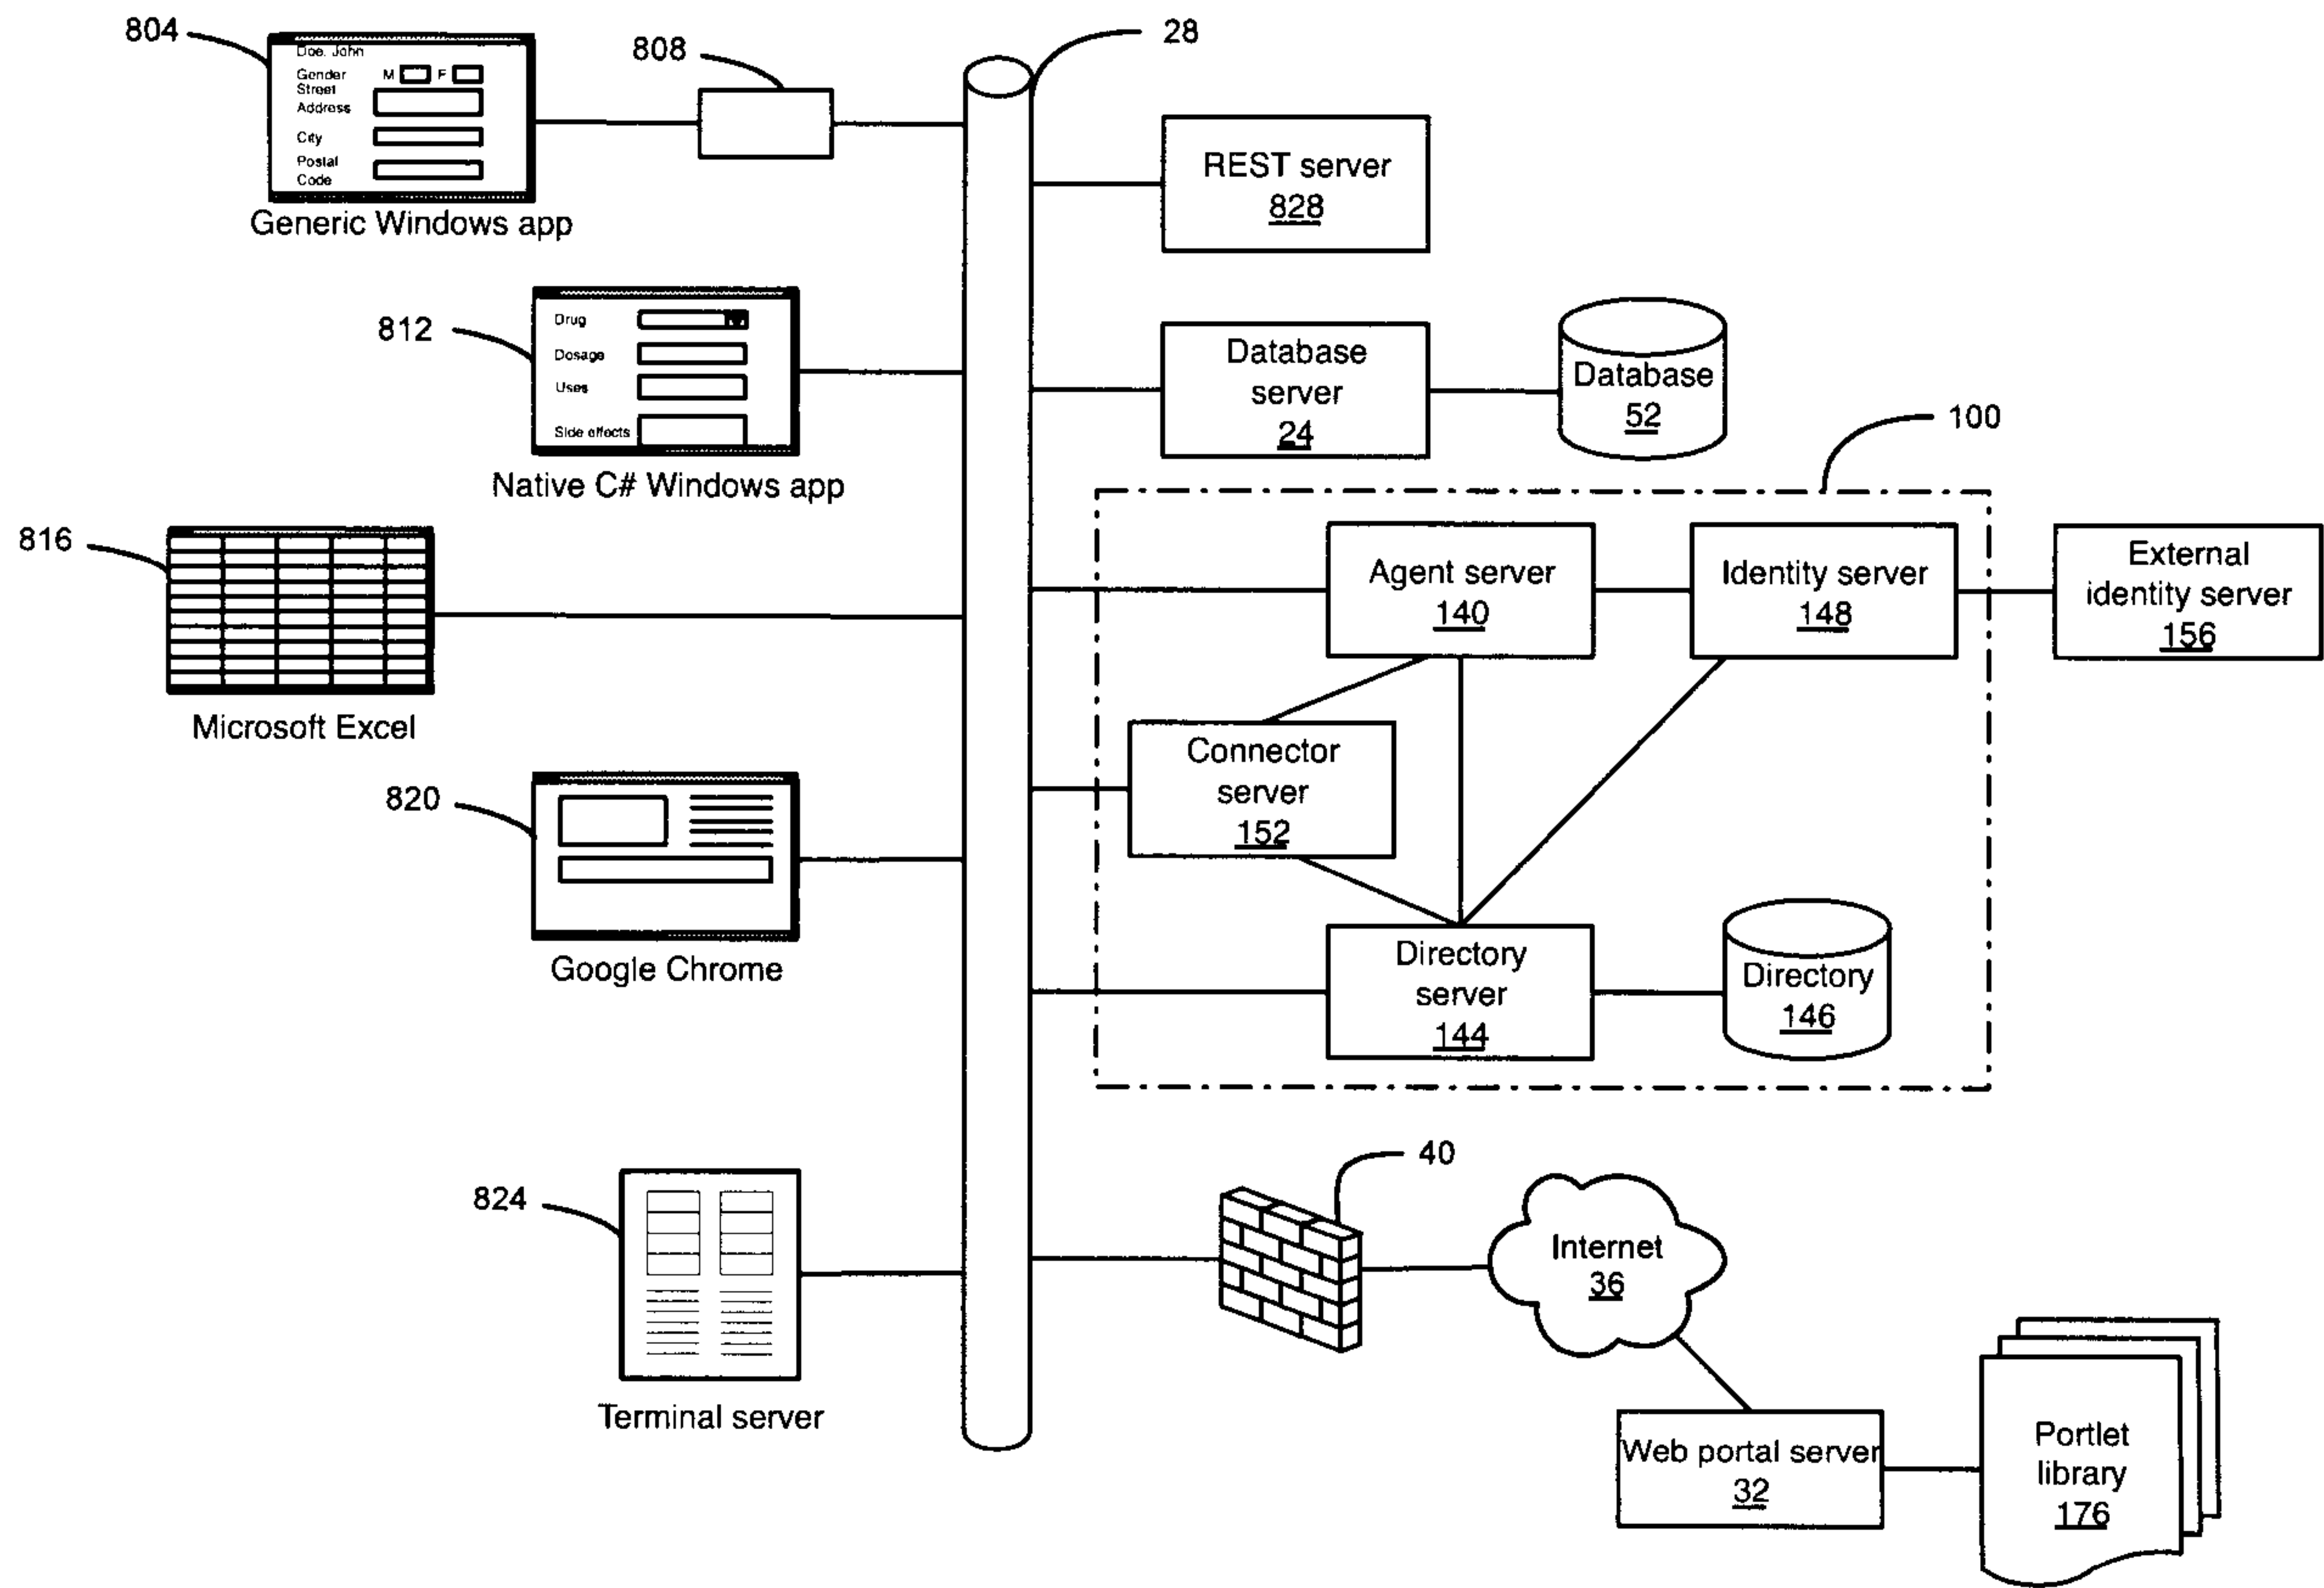 804
Doe, John
Gender M F
Street
Address
City
Postal
Code
Generic Windows app
808
28
REST server
828
812
Drug
Dosage
Uses
Side effects
Native C# Windows app
Database
server
24
Database
52
100
816
Microsoft Excel
Agent server
140
Identity server
148
External
identity server
156
Connector
server
152
820
Google Chrome
Directory
server
144
Directory
146
824
Terminal server
40
Internet
36
Web portal server
32
Portlet
library
176